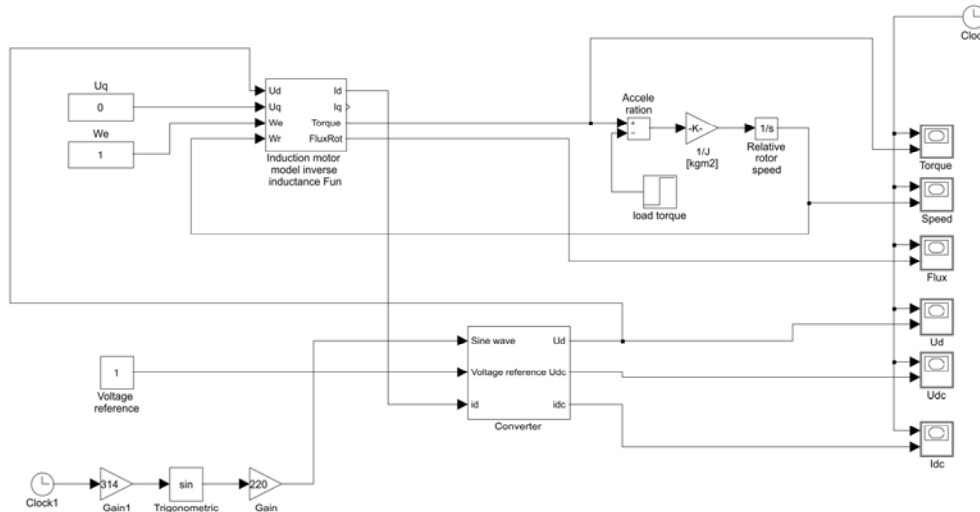 Cloc
Uq
0
We
1
Ud
Uq
We
Wr
Id
Iq
Torque
FluxRot
Induction motor
model inverse
inductance Fun
Accele
ration
+
−
-K-
1/J
[kgm2]
1/s
Relative
rotor
speed
load torque
Torque
Speed
Flux
Ud
Udc
Idc
Sine wave
Voltage reference
id
Ud
Udc
idc
Converter
1
Voltage
reference
Clock1
314
Gain1
sin
Trigonometric
220
Gain